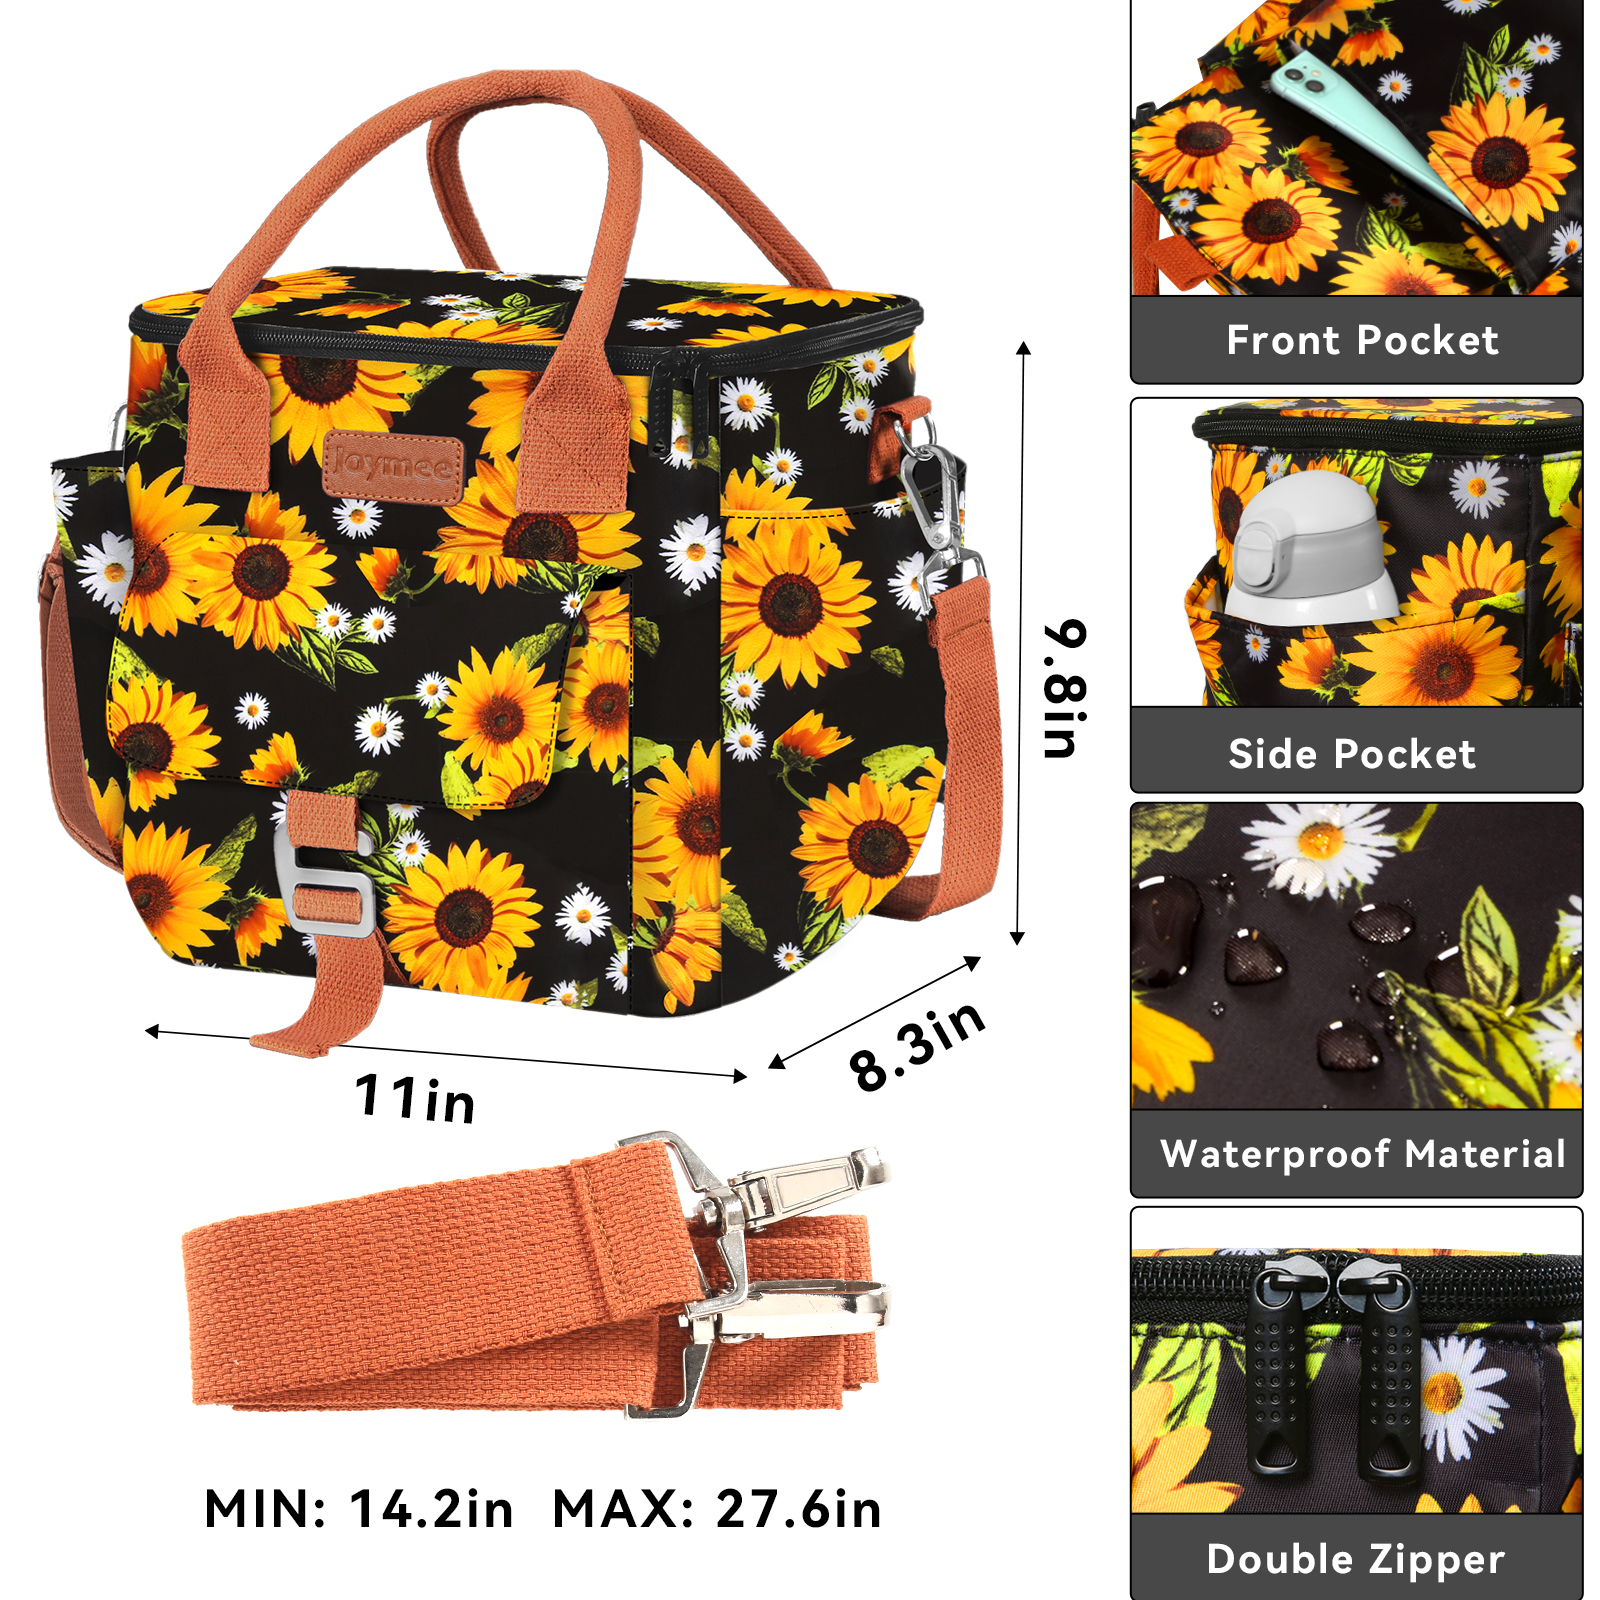 Joymee
9.8in
8.3in
11in
MIN: 14.2in MAX: 27.6in
Front Pocket
Side Pocket
Waterproof Material
Double Zipper